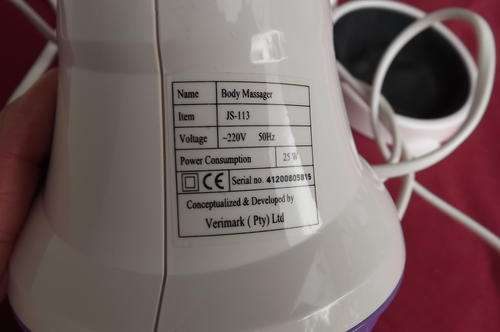 Name Body Massager
Item JS-113
Voltage ~220V 50Hz
Power Consumption 25 W
CE Serial no. 41200805815
Conceptualized & Developed by
Verimark ( Pty) Ltd